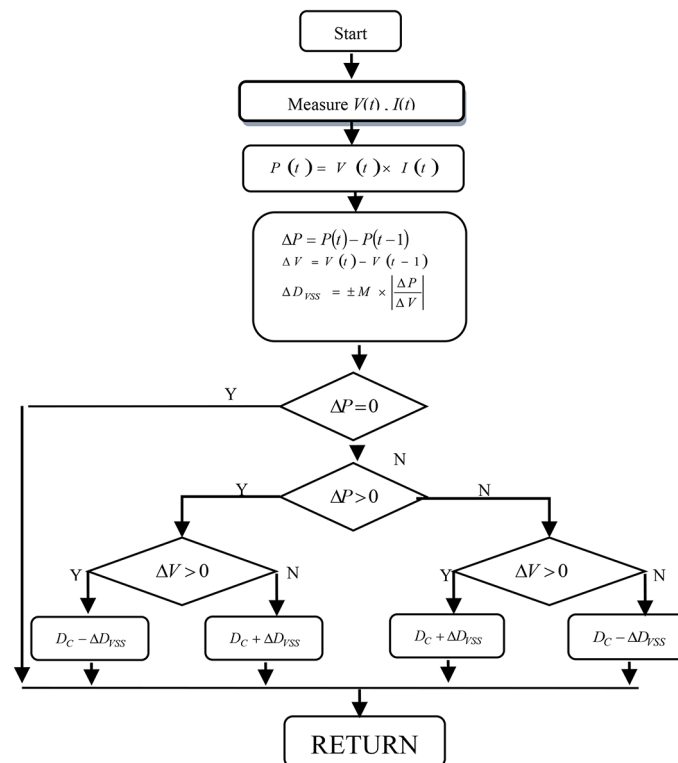 Start
Measure V(t) , I(t)
P (t) = V (t) × I (t)
ΔP = P(t) − P(t−1)
ΔV = V (t) − V (t − 1)
ΔD_VSS = ± M × |ΔP/ΔV|
Y
ΔP = 0
N
Y
ΔP > 0
N
Y
ΔV > 0
N
Y
ΔV > 0
N
D_C − ΔD_VSS
D_C + ΔD_VSS
D_C + ΔD_VSS
D_C − ΔD_VSS
RETURN